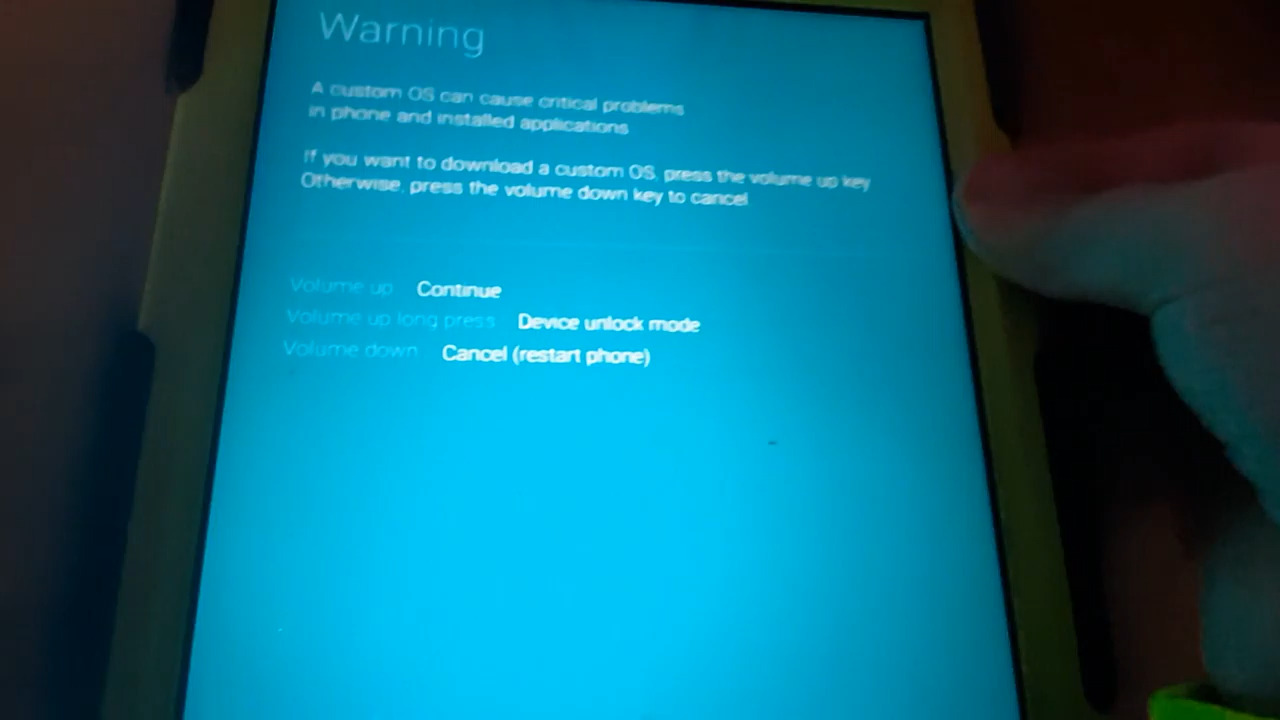 Warning
A custom OS can cause critical problems
in phone and installed applications
If you want to download a custom OS, press the volume up key
Otherwise, press the volume down key to cancel
Volume up Continue
Volume up long press Device unlock mode
Volume down Cancel (restart phone)